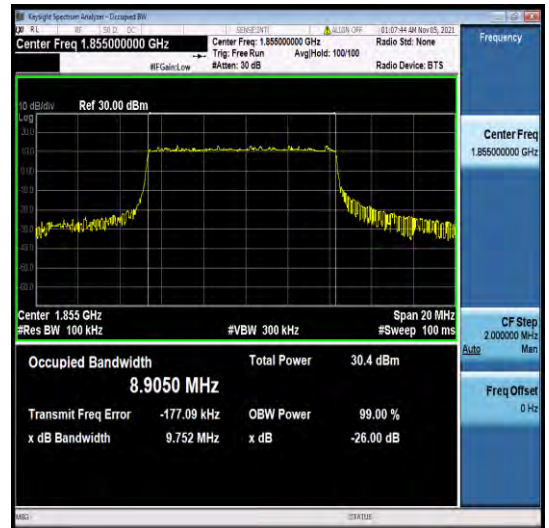 Keysight Spectrum Analyzer - Occupied BW
RL RF 50 Ω DC SENSE:INT ALIGN OFF 01:07:44 AM Nov 05, 2021
Center Freq 1.855000000 GHz Center Freq: 1.855000000 GHz Radio Std: None Frequency
Trig: Free Run Avg|Hold: 100/100
#IFGain:Low #Atten: 30 dB Radio Device: BTS
10 dB/div Ref 30.00 dBm
Log
Center Freq
1.855000000 GHz
Center 1.855 GHz Span 20 MHz
#Res BW 100 kHz #VBW 300 kHz #Sweep 100 ms
CF Step
2.000000 MHz
Auto Man
Occupied Bandwidth Total Power 30.4 dBm
8.9050 MHz
Freq Offset
0 Hz
Transmit Freq Error -177.09 kHz OBW Power 99.00 %
x dB Bandwidth 9.752 MHz x dB -26.00 dB
MSG STATUS